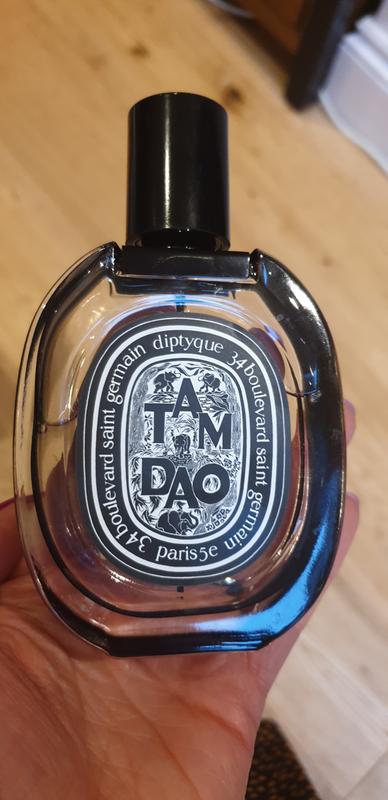 34 boulevard saint germain diptyque 34 boulevard saint germain paris 5e
TAM
DAO